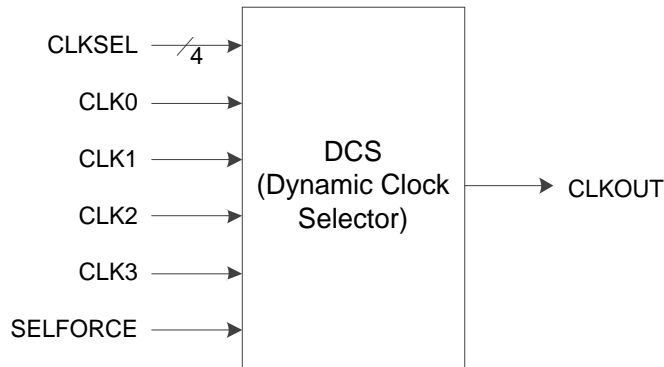 CLKSEL
4
CLK0
CLK1
CLK2
CLK3
SELFORCE
DCS
(Dynamic Clock
Selector)
CLKOUT